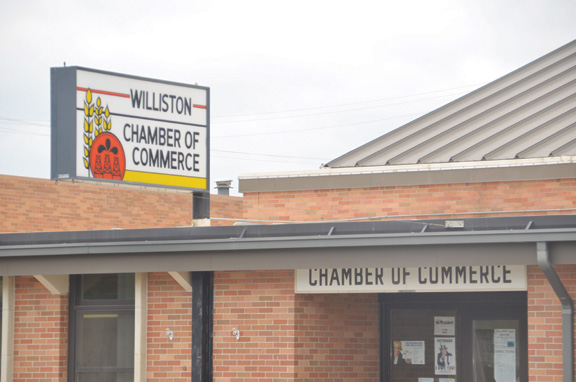 WILLISTON
CHAMBER OF
COMMERCE
CHAMBER OF COMMERCE